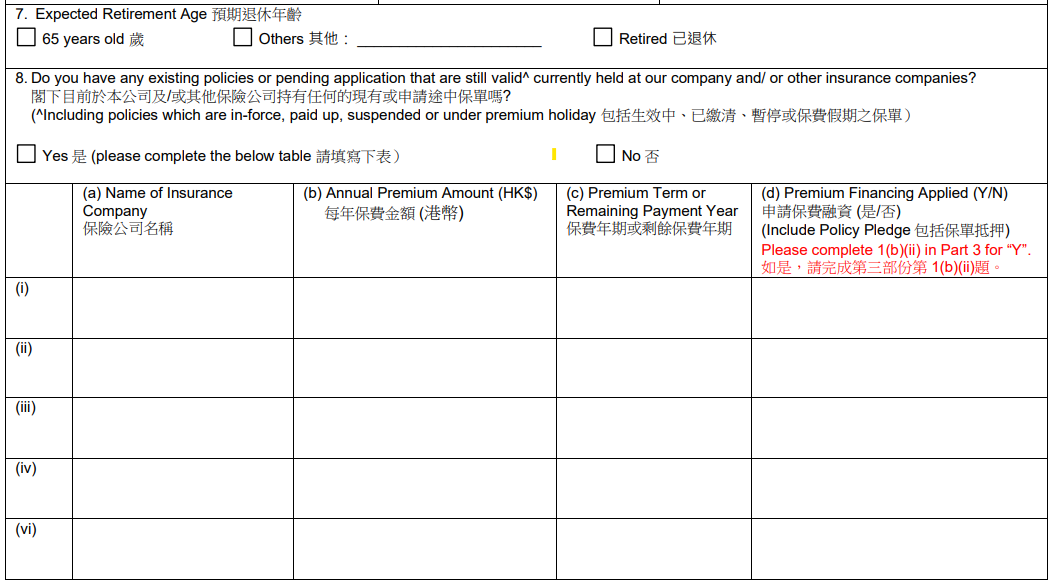 7. Expected Retirement Age 預期退休年齡
65 years old 歲 Others 其他 : ______________________ Retired 已退休
8. Do you have any existing policies or pending application that are still valid^ currently held at our company and/ or other insurance companies?
閣下目前於本公司及/或其他保險公司持有任何的現有或申請途中保單嗎?
(^Including policies which are in-force, paid up, suspended or under premium holiday 包括生效中、已繳清、暫停或保費假期之保單）
Yes 是 (please complete the below table 請填寫下表） No 否
(a) Name of Insurance
Company
保險公司名稱
(b) Annual Premium Amount (HK$)
每年保費金額 (港幣)
(c) Premium Term or
Remaining Payment Year
保費年期或剩餘保費年期
(d) Premium Financing Applied (Y/N)
申請保費融資 (是/否)
(Include Policy Pledge 包括保單抵押)
Please complete 1(b)(ii) in Part 3 for “Y”.
如是，請完成第三部份第 1(b)(ii)題。
(i)
(ii)
(iii)
(iv)
(vi)